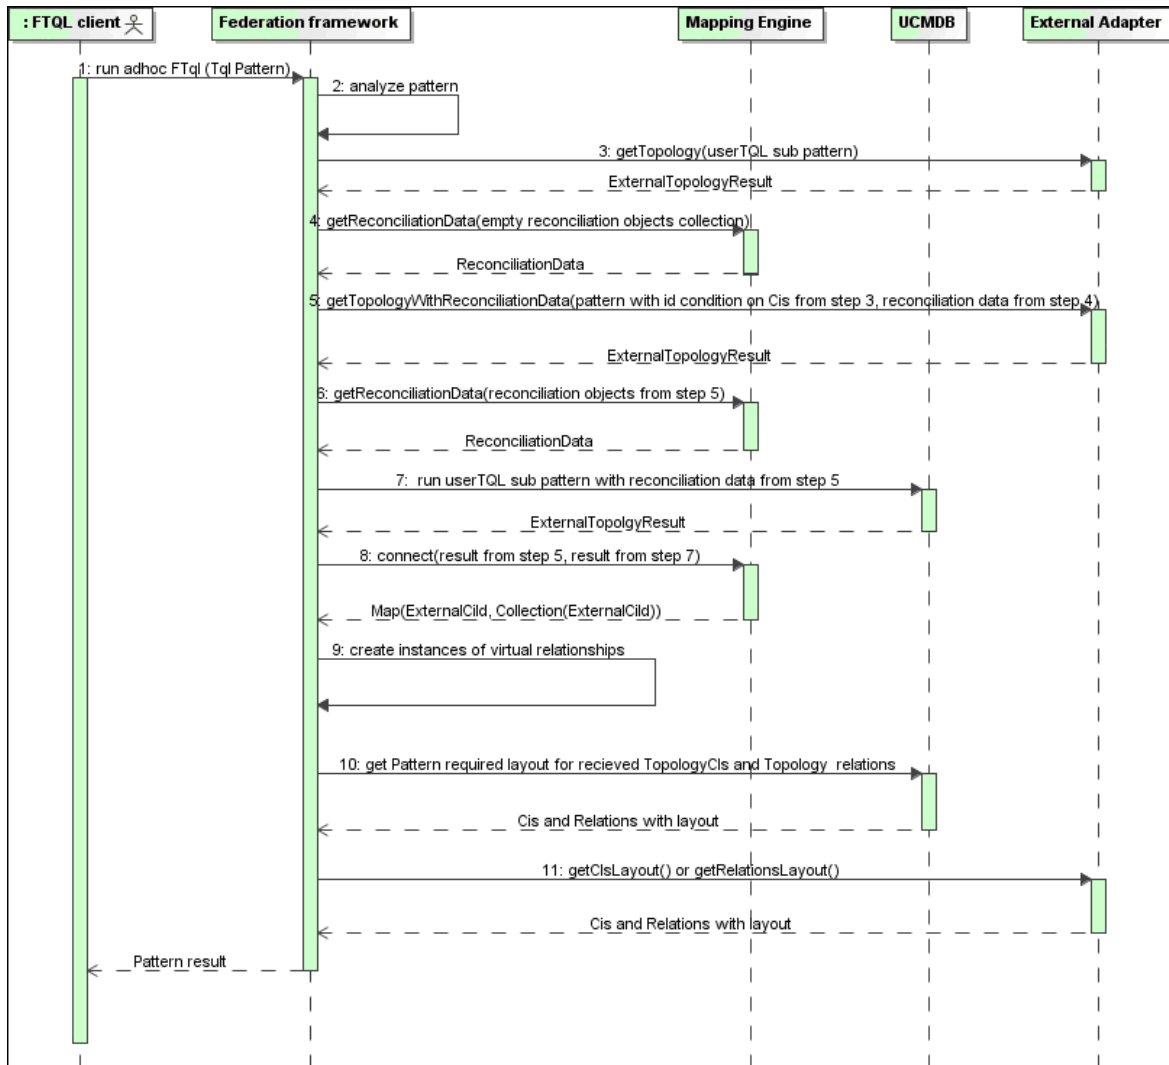 : FTQL client
Federation framework
Mapping Engine
UCMDB
External Adapter
1: run adhoc FTql (Tql Pattern)
2: analyze pattern
3: getTopology(userTQL sub pattern)
ExternalTopologyResult
4: getReconciliationData(empty reconciliation objects collection)
ReconciliationData
5: getTopologyWithReconciliationData(pattern with id condition on Cis from step 3, reconciliation data from step 4)
ExternalTopologyResult
6: getReconciliationData(reconciliation objects from step 5)
ReconciliationData
7: run userTQL sub pattern with reconciliation data from step 5
ExternalTopolgyResult
8: connect(result from step 5, result from step 7)
Map(ExternalCiId, Collection(ExternalCiId))
9: create instances of virtual relationships
10: get Pattern required layout for recieved TopologyCIs and Topology relations
Cis and Relations with layout
11: getCIsLayout() or getRelationsLayout()
Cis and Relations with layout
Pattern result